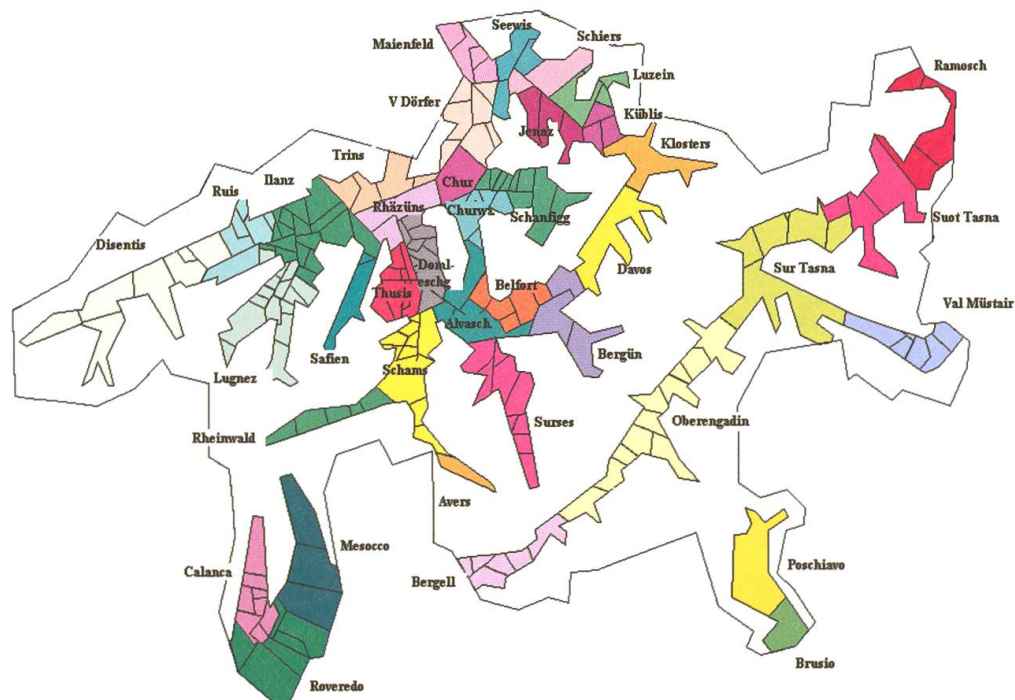 Seewis
Maienfeld
Schiers
Luzein
Ramosch
V Dörfer
Küblis
Jenaz
Klosters
Trins
Chur
Ilanz
Ruis
Rhäzüns
Churwa.
Schanfigg
Suot Tasna
Disentis
Doml-
eschg
Davos
Sur Tasna
Belfort
Thusis
Val Müstair
Alvasch.
Safien
Bergün
Lugnez
Schams
Surses
Oberengadin
Rheinwald
Avers
Mesocco
Calanca
Bergell
Poschiavo
Brusio
Roveredo